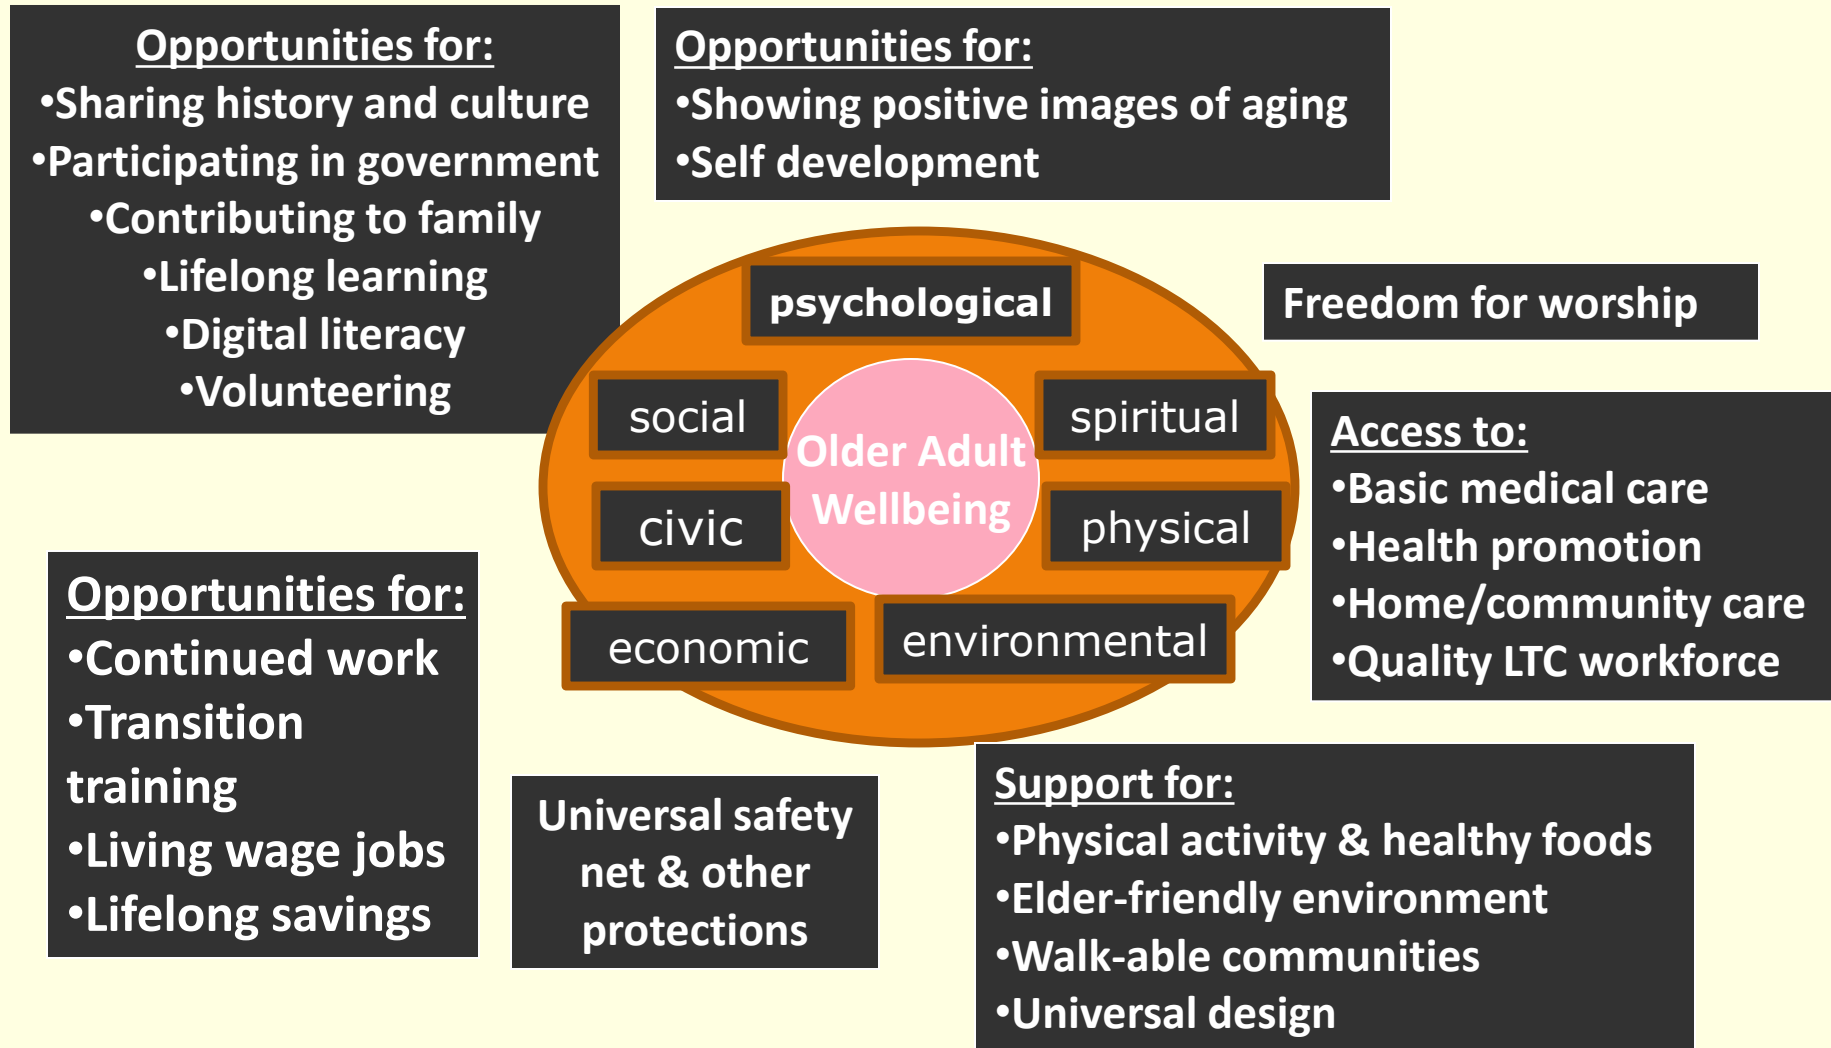 Opportunities for:
•Sharing history and culture
•Participating in government
•Contributing to family
•Lifelong learning
•Digital literacy
•Volunteering
Opportunities for:
•Showing positive images of aging
•Self development
psychological
Freedom for worship
social
spiritual
Older Adult
Wellbeing
civic
physical
economic
environmental
Access to:
•Basic medical care
•Health promotion
•Home/community care
•Quality LTC workforce
Opportunities for:
•Continued work
•Transition
training
•Living wage jobs
•Lifelong savings
Universal safety
net & other
protections
Support for:
•Physical activity & healthy foods
•Elder-friendly environment
•Walk-able communities
•Universal design